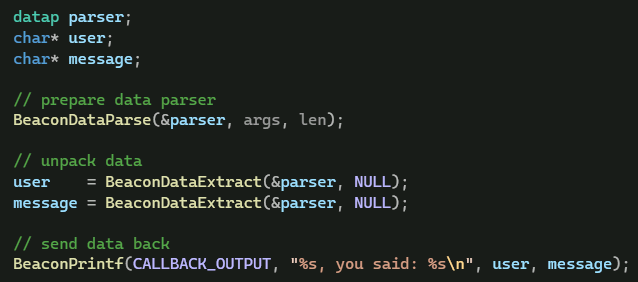 datap parser;
char* user;
char* message;

// prepare data parser
BeaconDataParse(&parser, args, len);

// unpack data
user    = BeaconDataExtract(&parser, NULL);
message = BeaconDataExtract(&parser, NULL);

// send data back
BeaconPrintf(CALLBACK_OUTPUT, "%s, you said: %s\n", user, message);